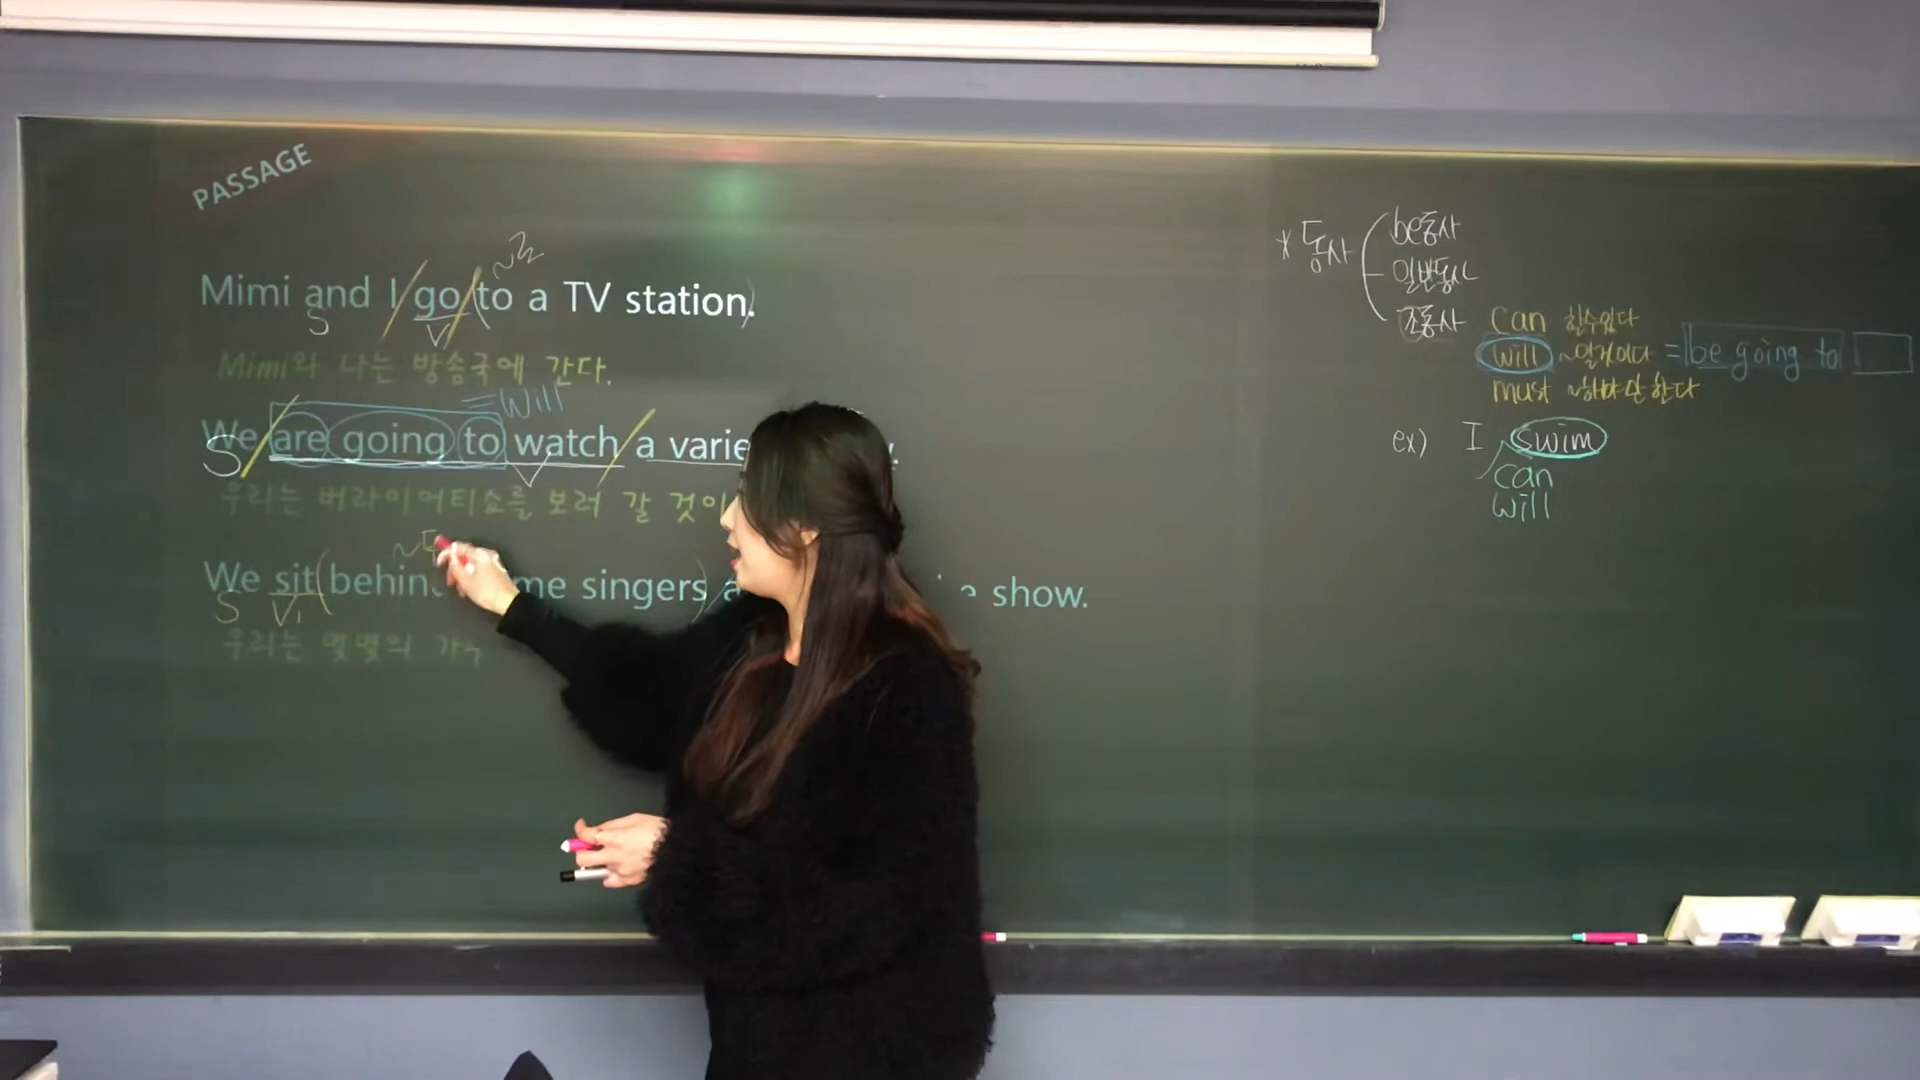 PASSAGE
~로
Mimi and I go to a TV station.
S V
Mimi와 나는 방송국에 간다.
=will
We are going to watch a varie
S V
우리는 버라이어티쇼를 보러 갈 것이
We sit (behin me singers) a show.
S V
우리는 몇몇의 가수
* 동사
be동사
일반동사
조동사
can 할수있다
will ~일것이다 = be going to
must ~해야만 한다
ex) I swim
can
will